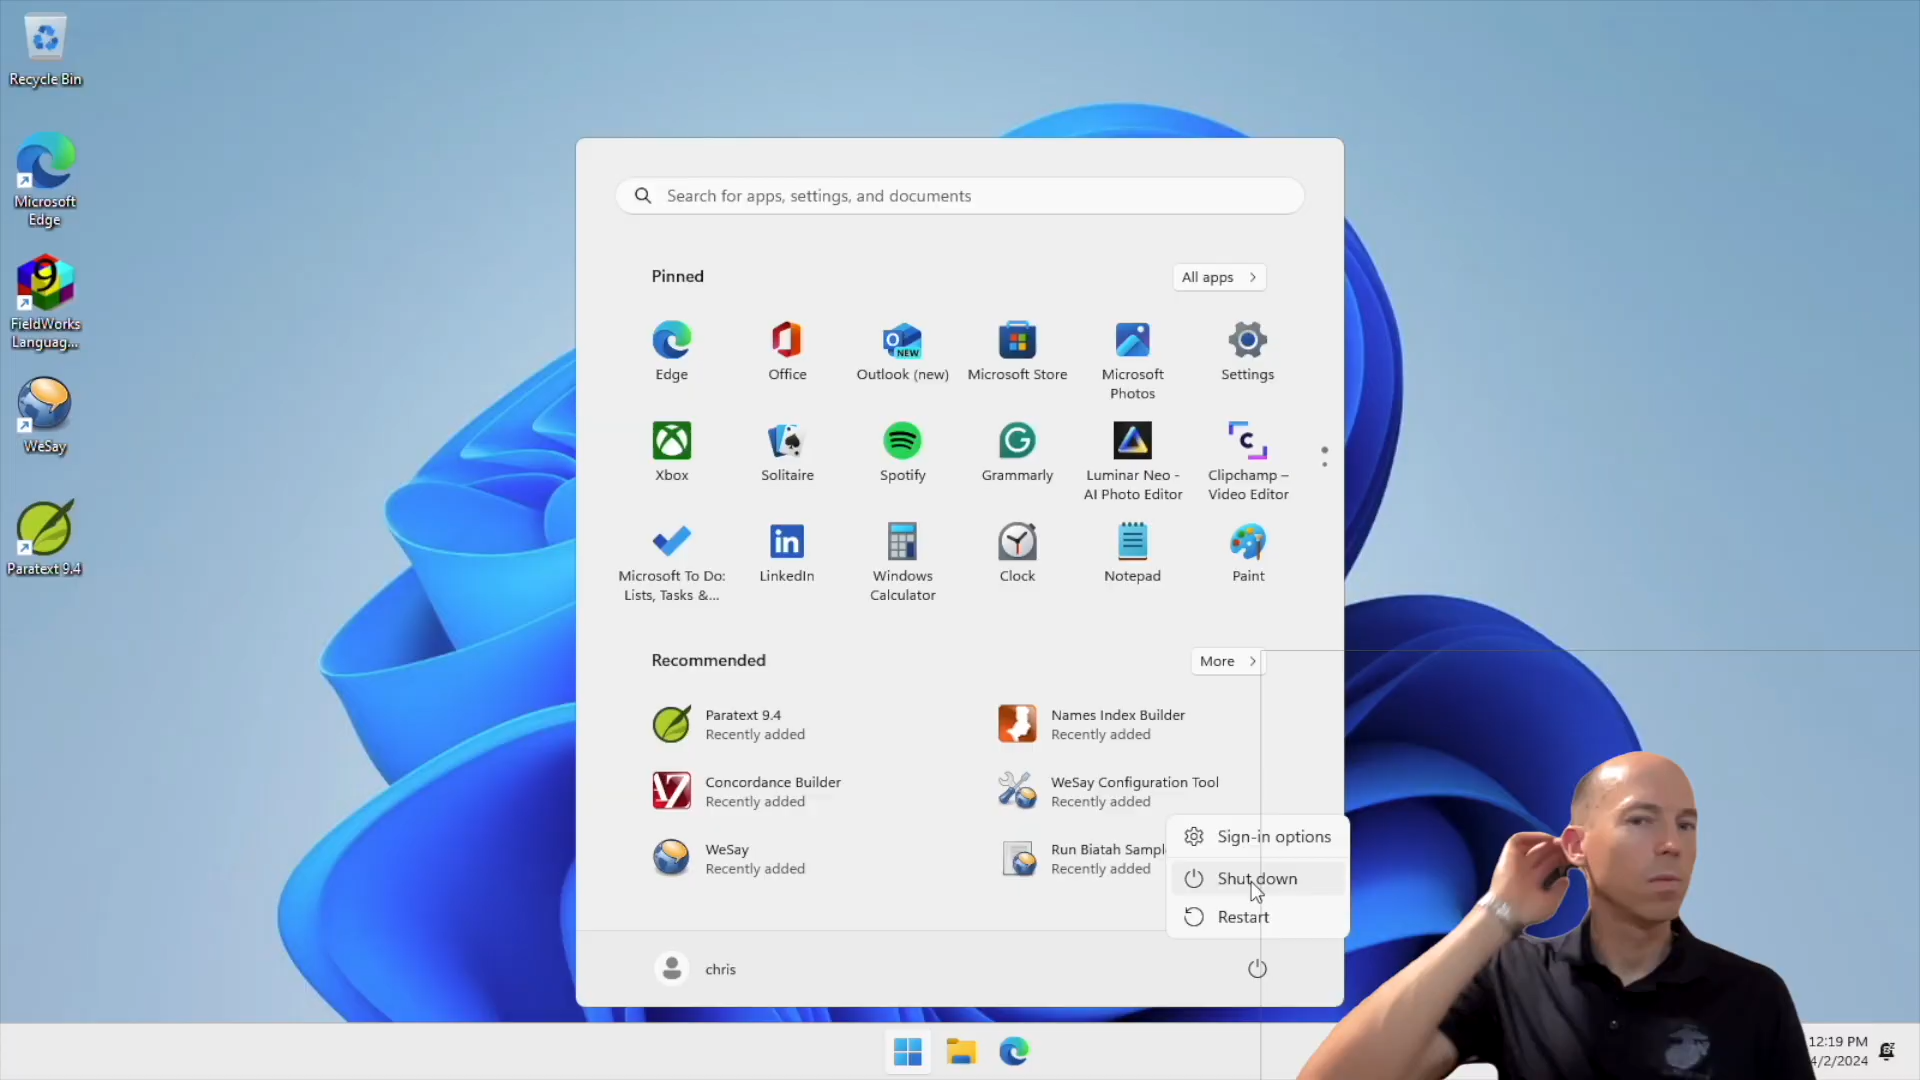 Recycle Bin
Microsoft
Edge
9
FieldWorks
Languag...
WeSay
Paratext 9.4
Search for apps, settings, and documents
Pinned
All apps
NEW
Edge
Office
Outlook (new)
Microsoft Store
Microsoft
Photos
Settings
Xbox
Solitaire
Spotify
Grammarly
Luminar Neo -
AI Photo Editor
Clipchamp –
Video Editor
in
Microsoft To Do:
Lists, Tasks &...
LinkedIn
Windows
Calculator
Clock
Notepad
Paint
Recommended
More
Paratext 9.4
Recently added
Names Index Builder
Recently added
Concordance Builder
Recently added
WeSay Configuration Tool
Recently added
WeSay
Recently added
Run Biatah Sampl
Recently added
Sign-in options
Shut down
Restart
chris
12:19 PM
4/2/2024